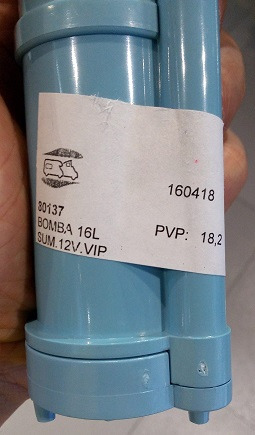 160418
80137
BOMBA 16L
SUM.12V.VIP
PVP: 18,2